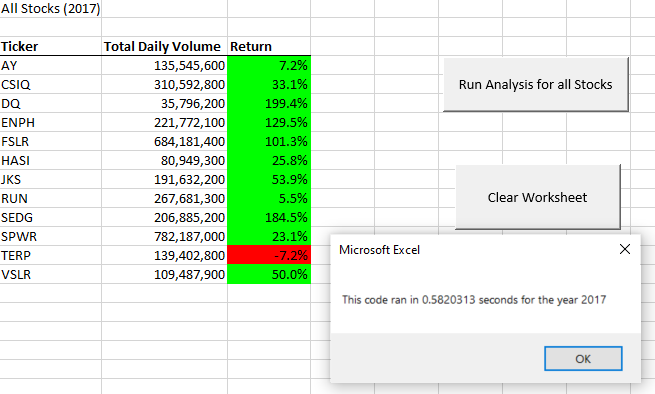 All Stocks (2017)
Ticker Total Daily Volume Return
AY 135,545,600 7.2%
CSIQ 310,592,800 33.1%
DQ 35,796,200 199.4%
ENPH 221,772,100 129.5%
FSLR 684,181,400 101.3%
HASI 80,949,300 25.8%
JKS 191,632,200 53.9%
RUN 267,681,300 5.5%
SEDG 206,885,200 184.5%
SPWR 782,187,000 23.1%
TERP 139,402,800 -7.2%
VSLR 109,487,900 50.0%
Run Analysis for all Stocks
Clear Worksheet
Microsoft Excel
This code ran in 0.5820313 seconds for the year 2017
OK